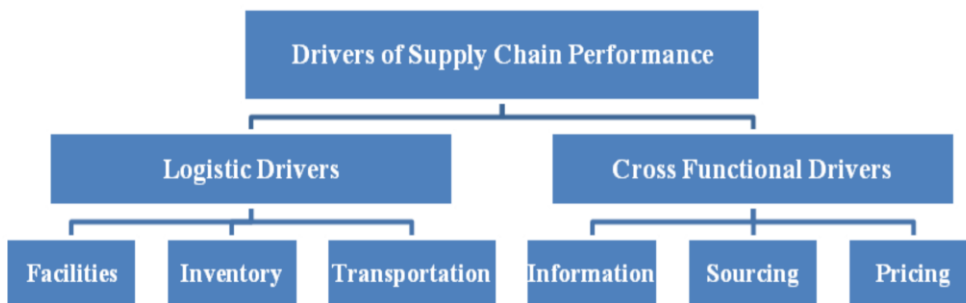 Drivers of Supply Chain Performance
Logistic Drivers
Cross Functional Drivers
Facilities
Inventory
Transportation
Information
Sourcing
Pricing